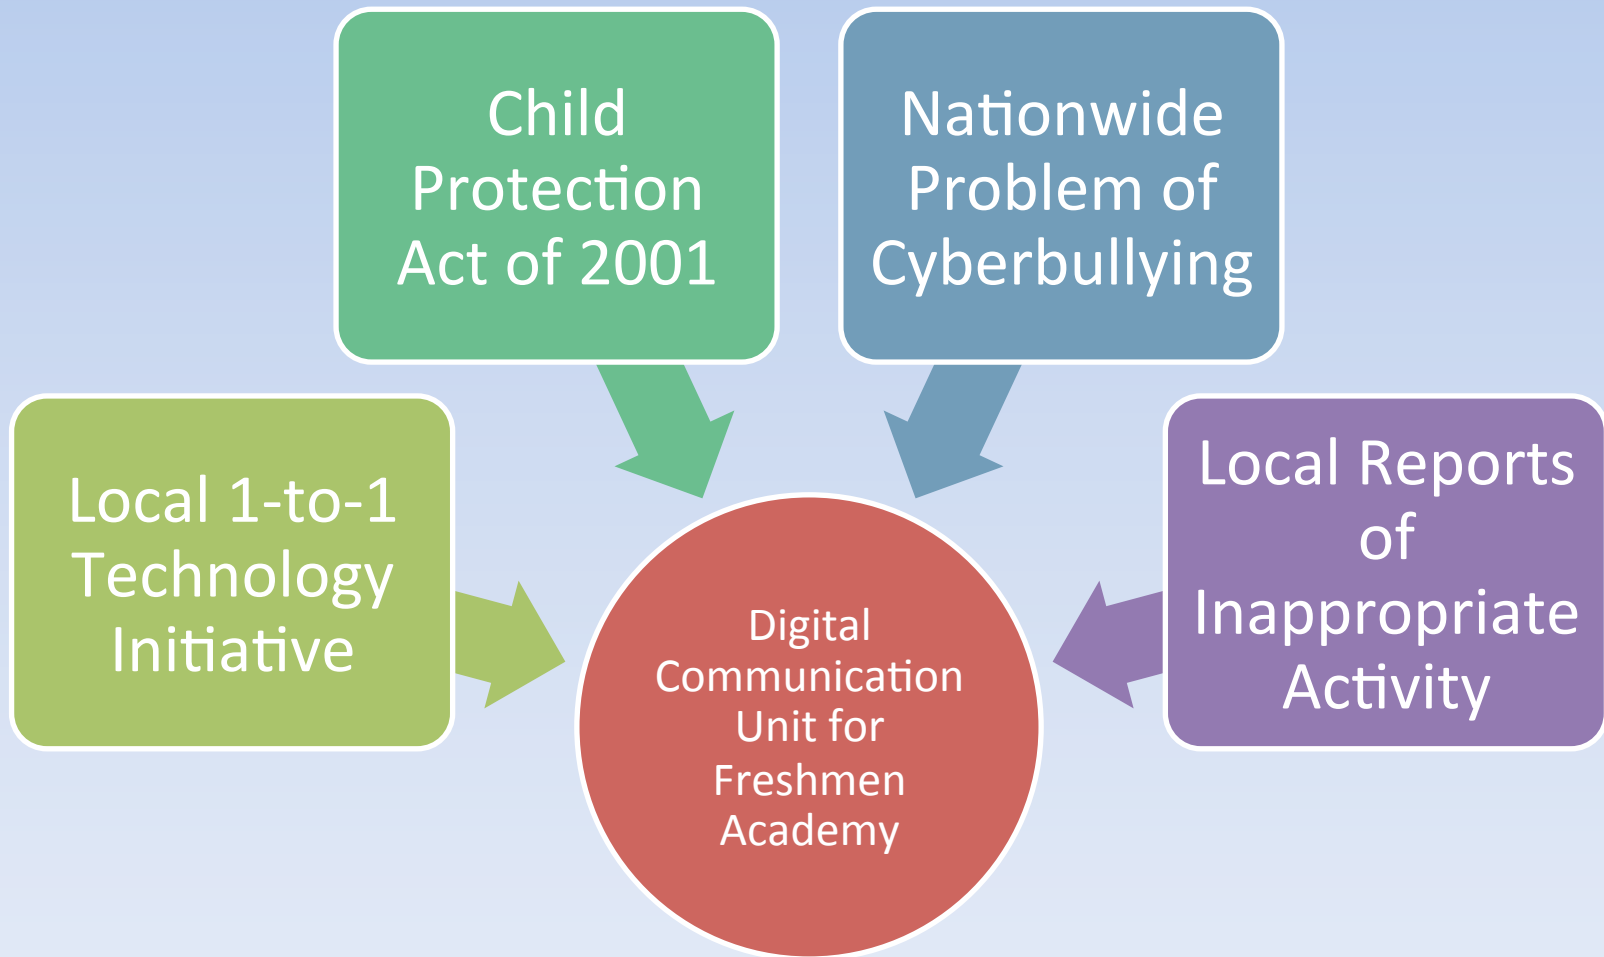 Child
Protection
Act of 2001
Nationwide
Problem of
Cyberbullying
Local 1-to-1
Technology
Initiative
Local Reports
of
Inappropriate
Activity
Digital
Communication
Unit for
Freshmen
Academy